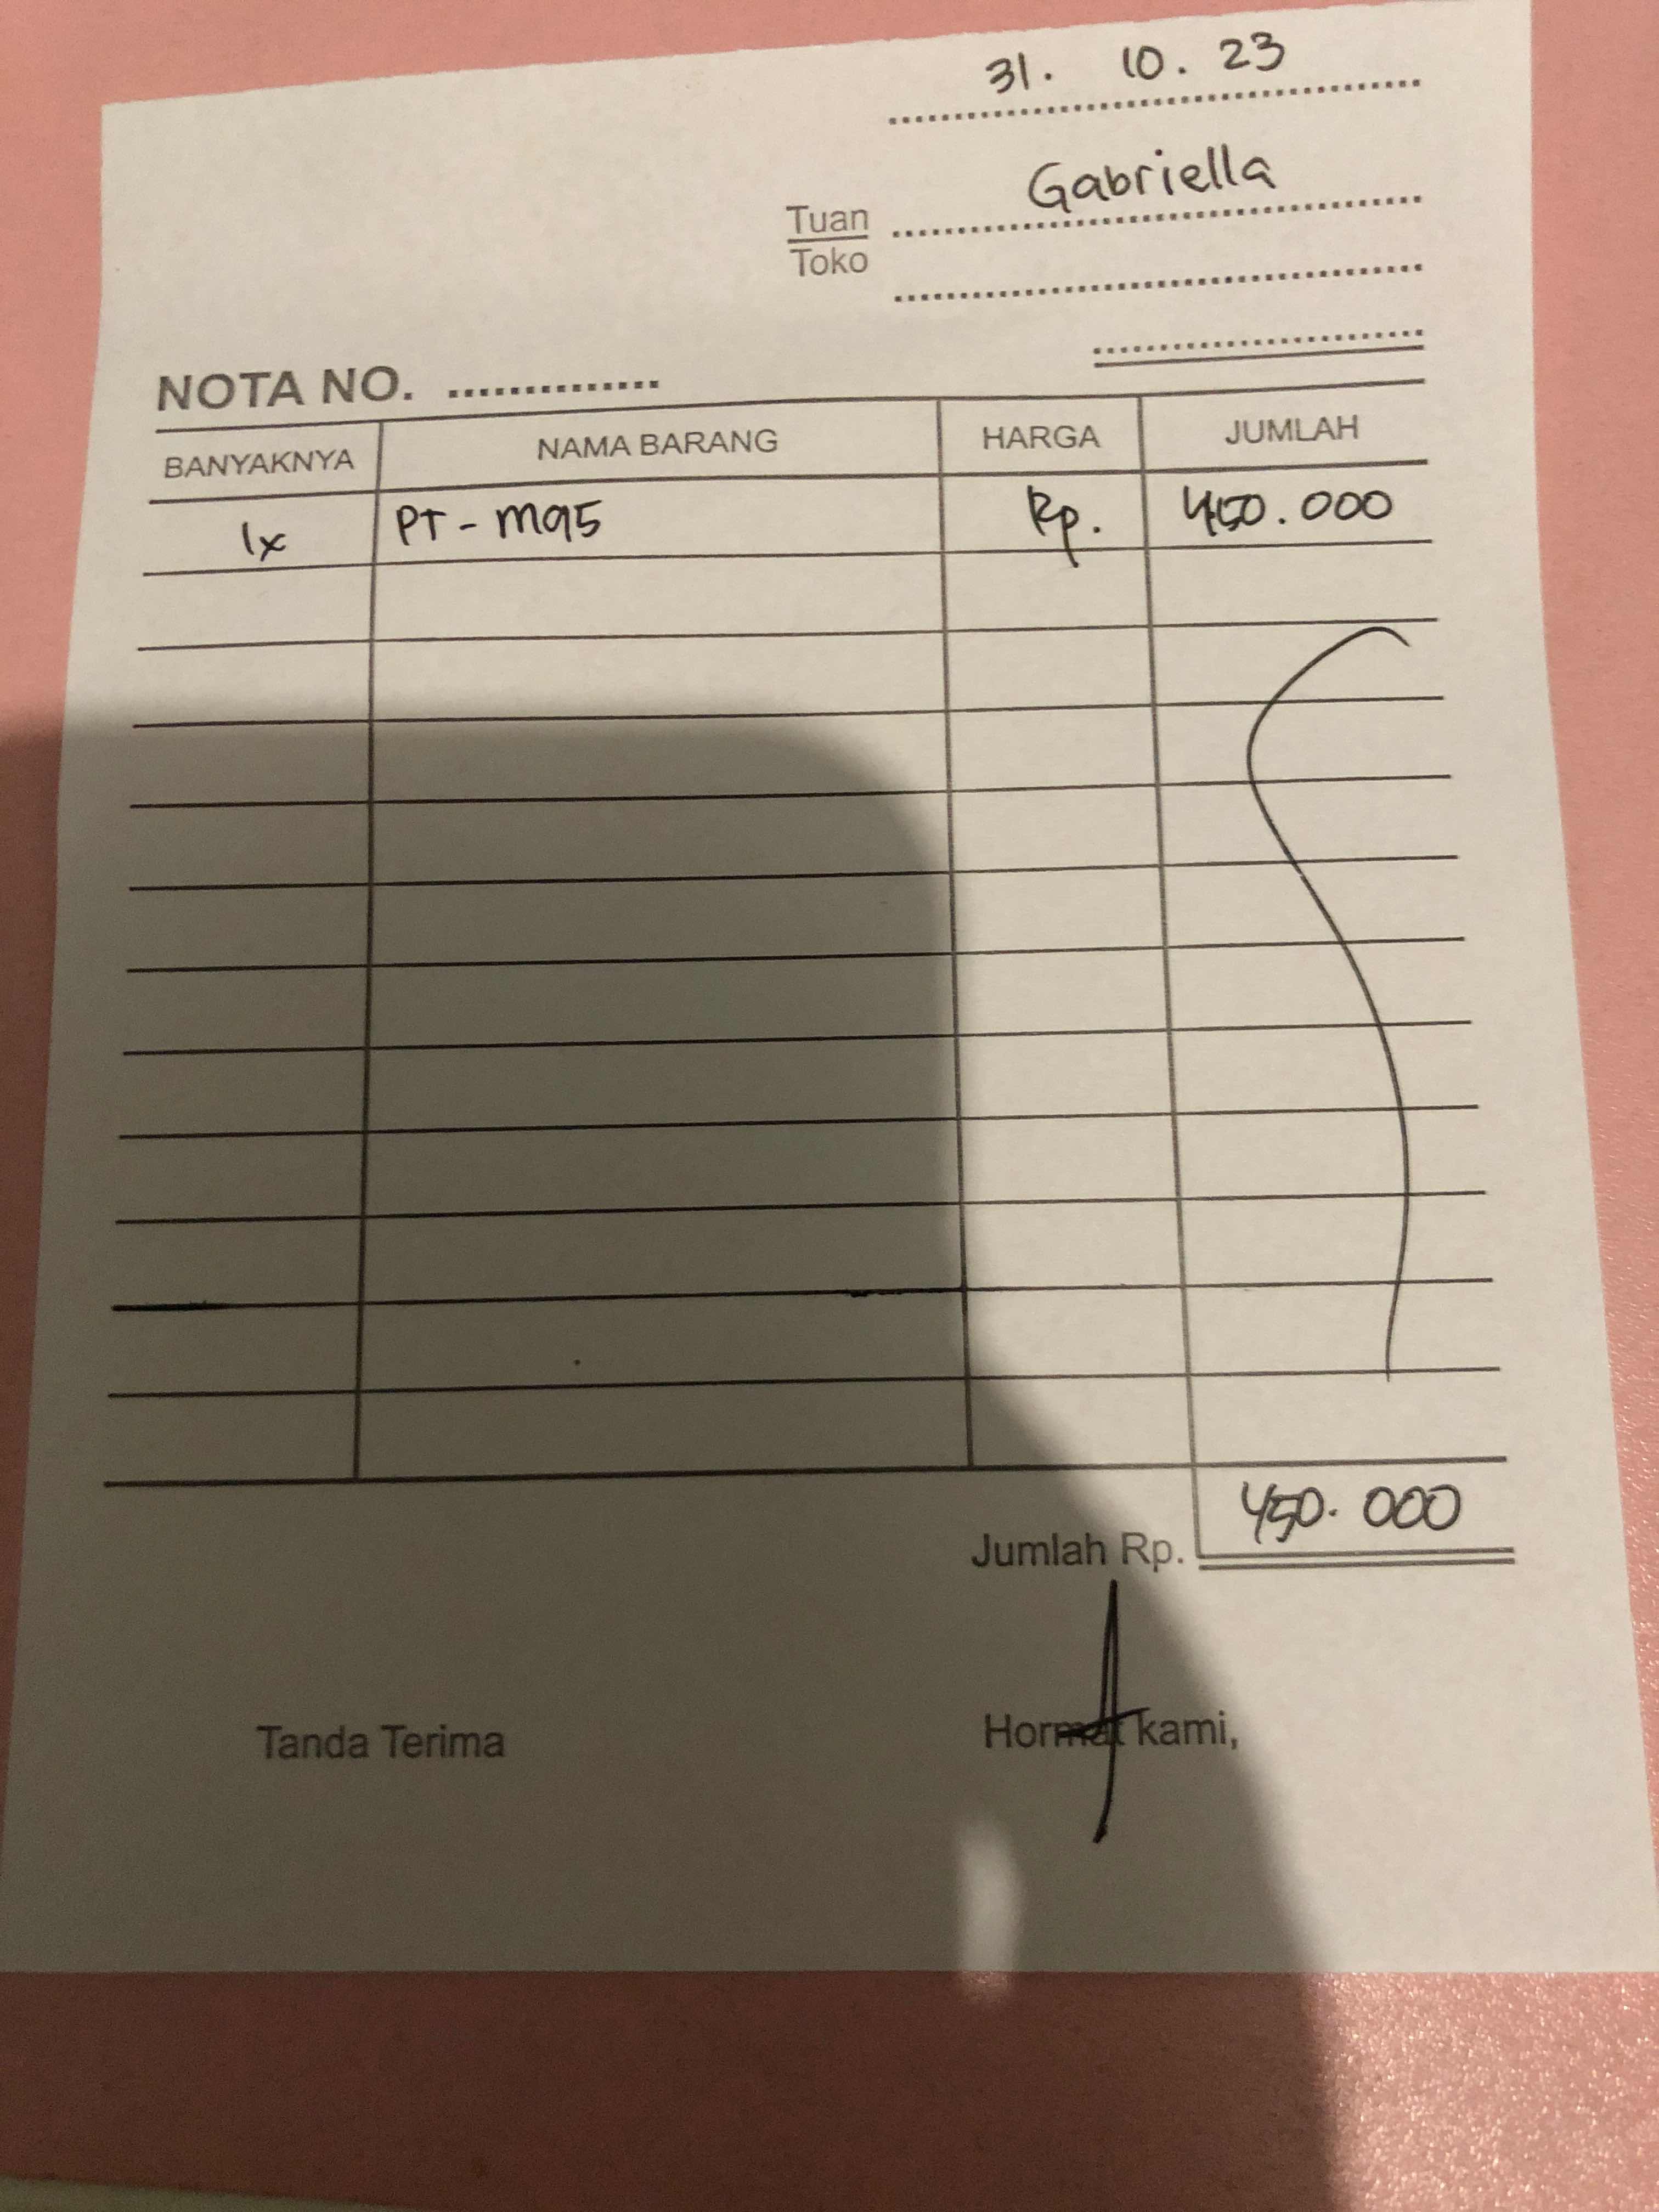 31. 10. 23
Tuan Gabriella
Toko
NOTA NO.
BANYAKNYA NAMA BARANG HARGA JUMLAH
1x PT - M95 Rp. 450.000
Jumlah Rp. 450.000
Tanda Terima Hormat kami,